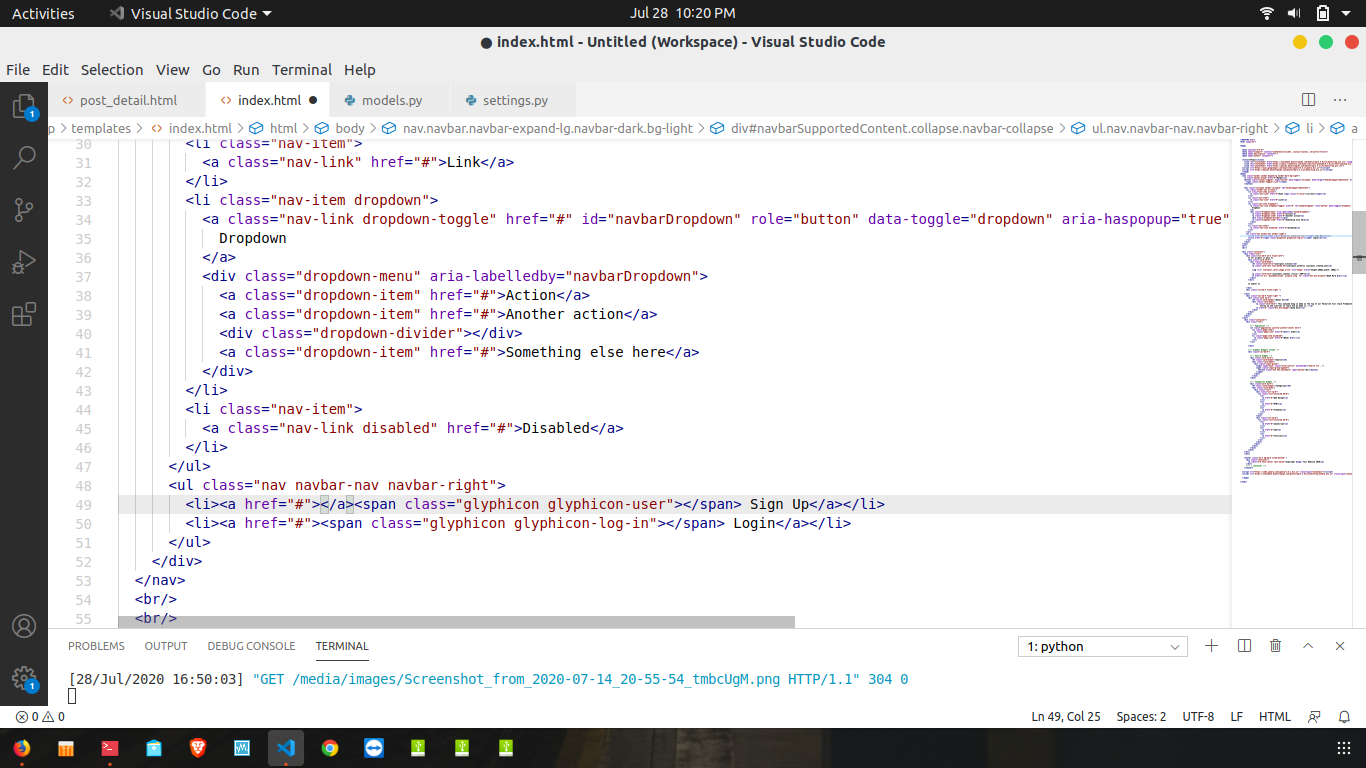 Activities Visual Studio Code Jul 28 10:20 PM
● index.html - Untitled (Workspace) - Visual Studio Code
File Edit Selection View Go Run Terminal Help
post_detail.html index.html models.py settings.py
p > templates > index.html > html > body > nav.navbar.navbar-expand-lg.navbar-dark.bg-light > div#navbarSupportedContent.collapse.navbar-collapse > ul.nav.navbar-nav.navbar-right > li > a
30 <li class="nav-item">
31 <a class="nav-link" href="#">Link</a>
32 </li>
33 <li class="nav-item dropdown">
34 <a class="nav-link dropdown-toggle" href="#" id="navbarDropdown" role="button" data-toggle="dropdown" aria-haspopup="true"
35 Dropdown
36 </a>
37 <div class="dropdown-menu" aria-labelledby="navbarDropdown">
38 <a class="dropdown-item" href="#">Action</a>
39 <a class="dropdown-item" href="#">Another action</a>
40 <div class="dropdown-divider"></div>
41 <a class="dropdown-item" href="#">Something else here</a>
42 </div>
43 </li>
44 <li class="nav-item">
45 <a class="nav-link disabled" href="#">Disabled</a>
46 </li>
47 </ul>
48 <ul class="nav navbar-nav navbar-right">
49 <li><a href="#"></a><span class="glyphicon glyphicon-user"></span> Sign Up</a></li>
50 <li><a href="#"><span class="glyphicon glyphicon-log-in"></span> Login</a></li>
51 </ul>
52 </div>
53 </nav>
54 <br/>
55 <br/>
PROBLEMS OUTPUT DEBUG CONSOLE TERMINAL 1: python
[28/Jul/2020 16:50:03] "GET /media/images/Screenshot_from_2020-07-14_20-55-54_tmbcUgM.png HTTP/1.1" 304 0
0 0 Ln 49, Col 25 Spaces: 2 UTF-8 LF HTML
1
1